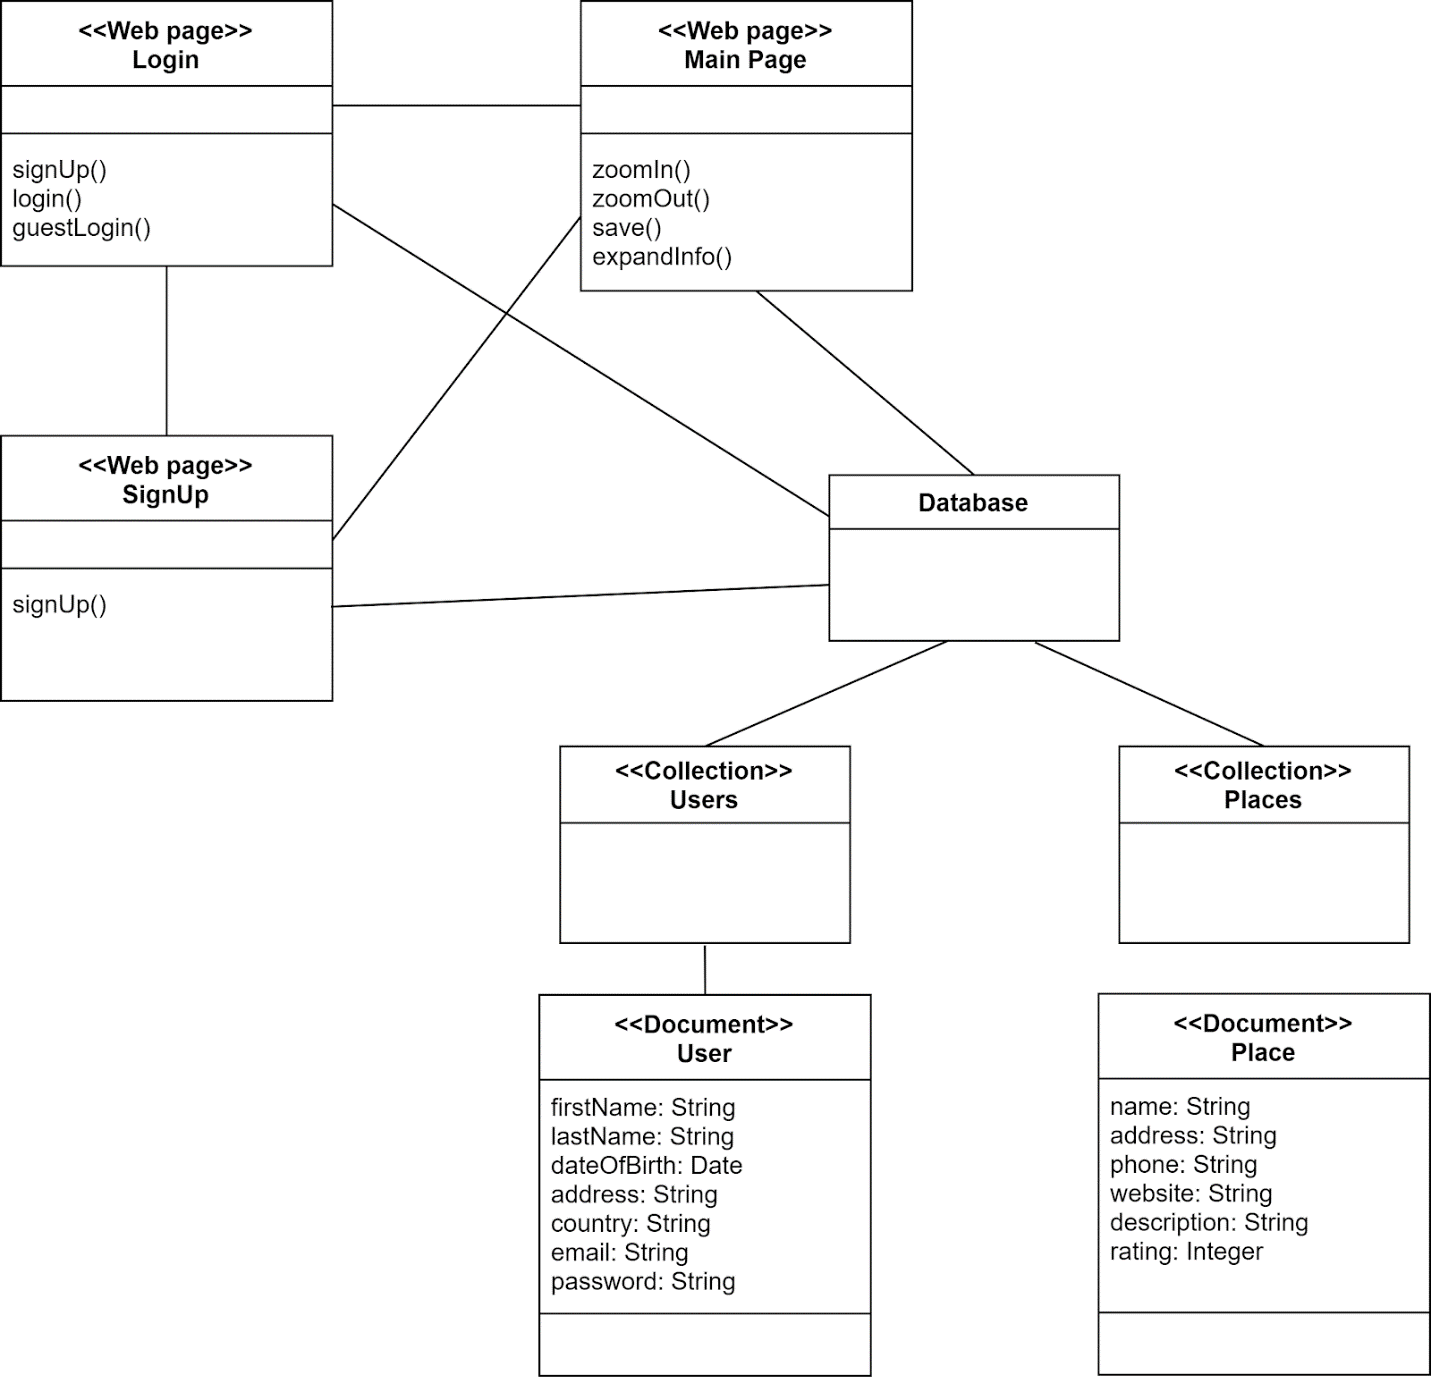 <<Web page>>
Login
signUp()
login()
guestLogin()
<<Web page>>
Main Page
zoomIn()
zoomOut()
save()
expandInfo()
<<Web page>>
SignUp
signUp()
Database
<<Collection>>
Users
<<Collection>>
Places
<<Document>>
User
firstName: String
lastName: String
dateOfBirth: Date
address: String
country: String
email: String
password: String
<<Document>>
Place
name: String
address: String
phone: String
website: String
description: String
rating: Integer